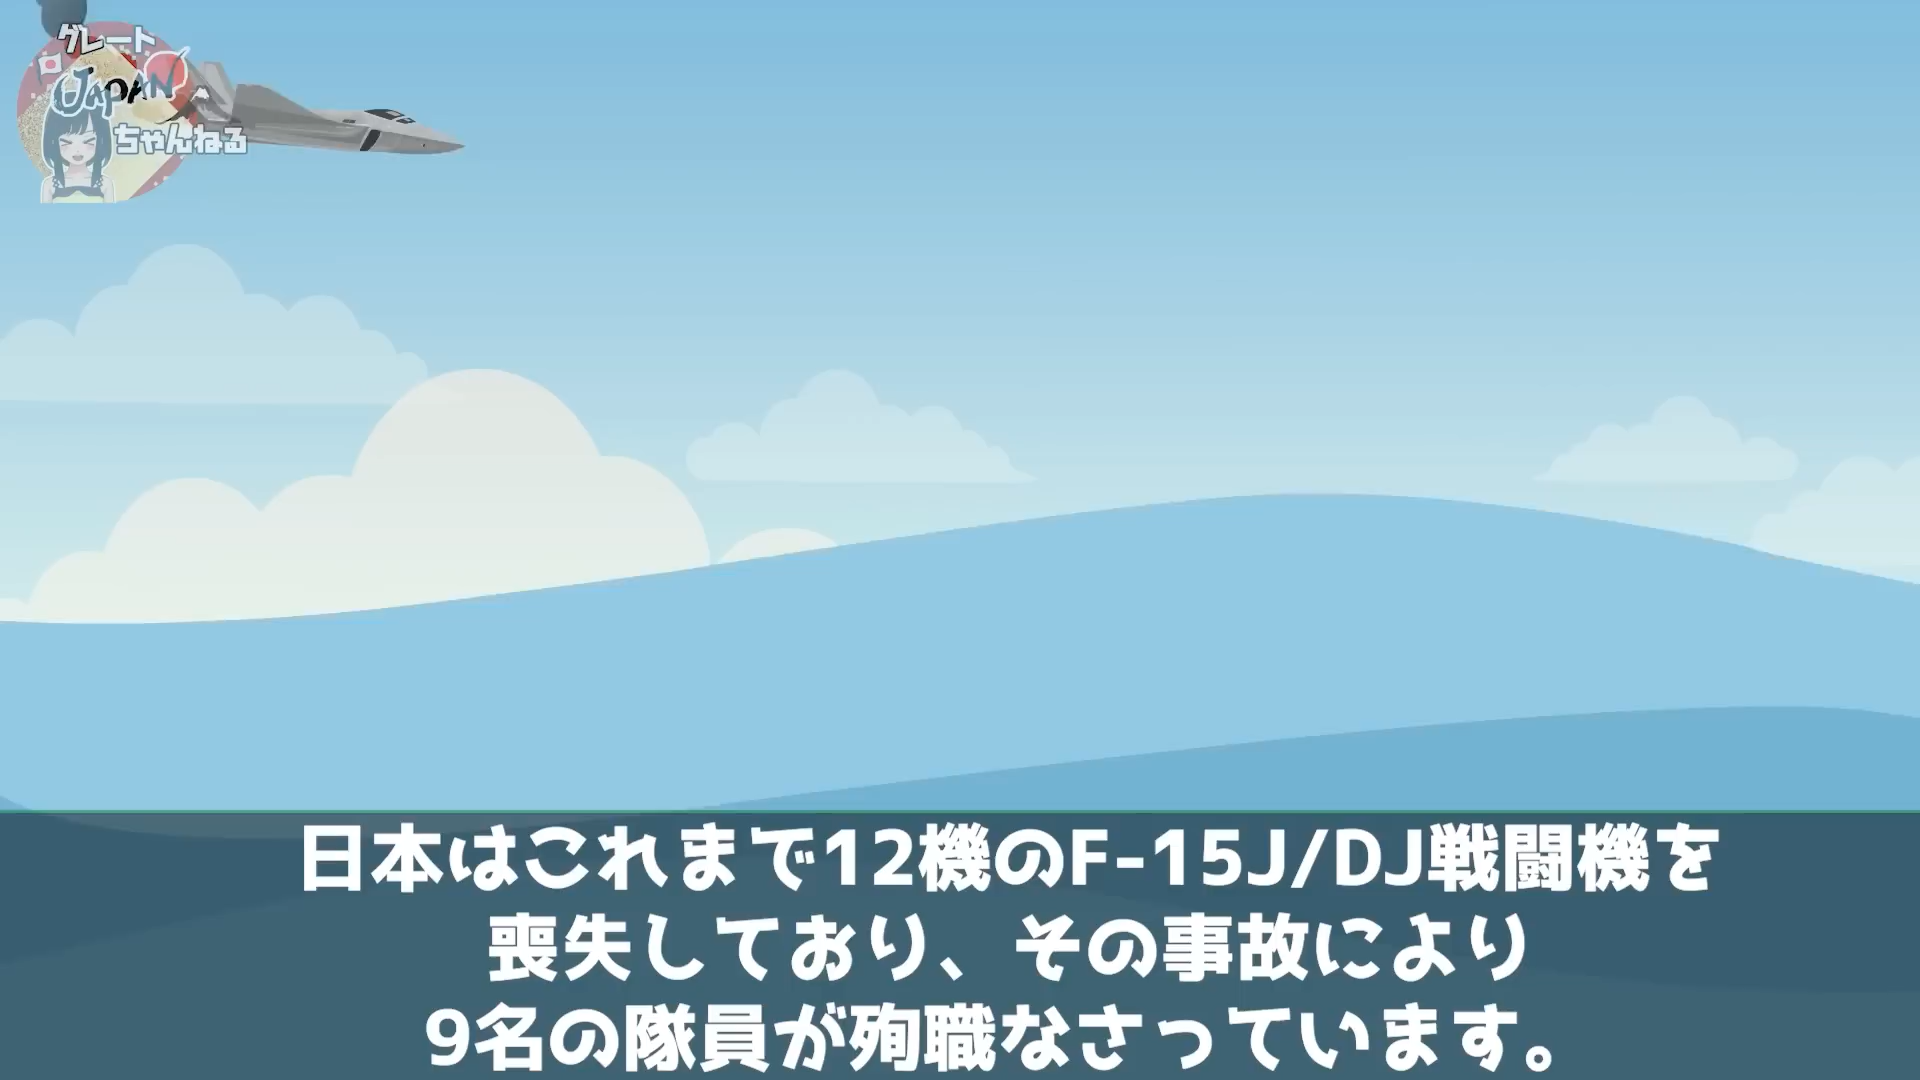 グレート
JAPAN
ちゃんねる
日本はこれまで12機のF-15J/DJ戦闘機を
喪失しており、その事故により
9名の隊員が殉職なさっています。